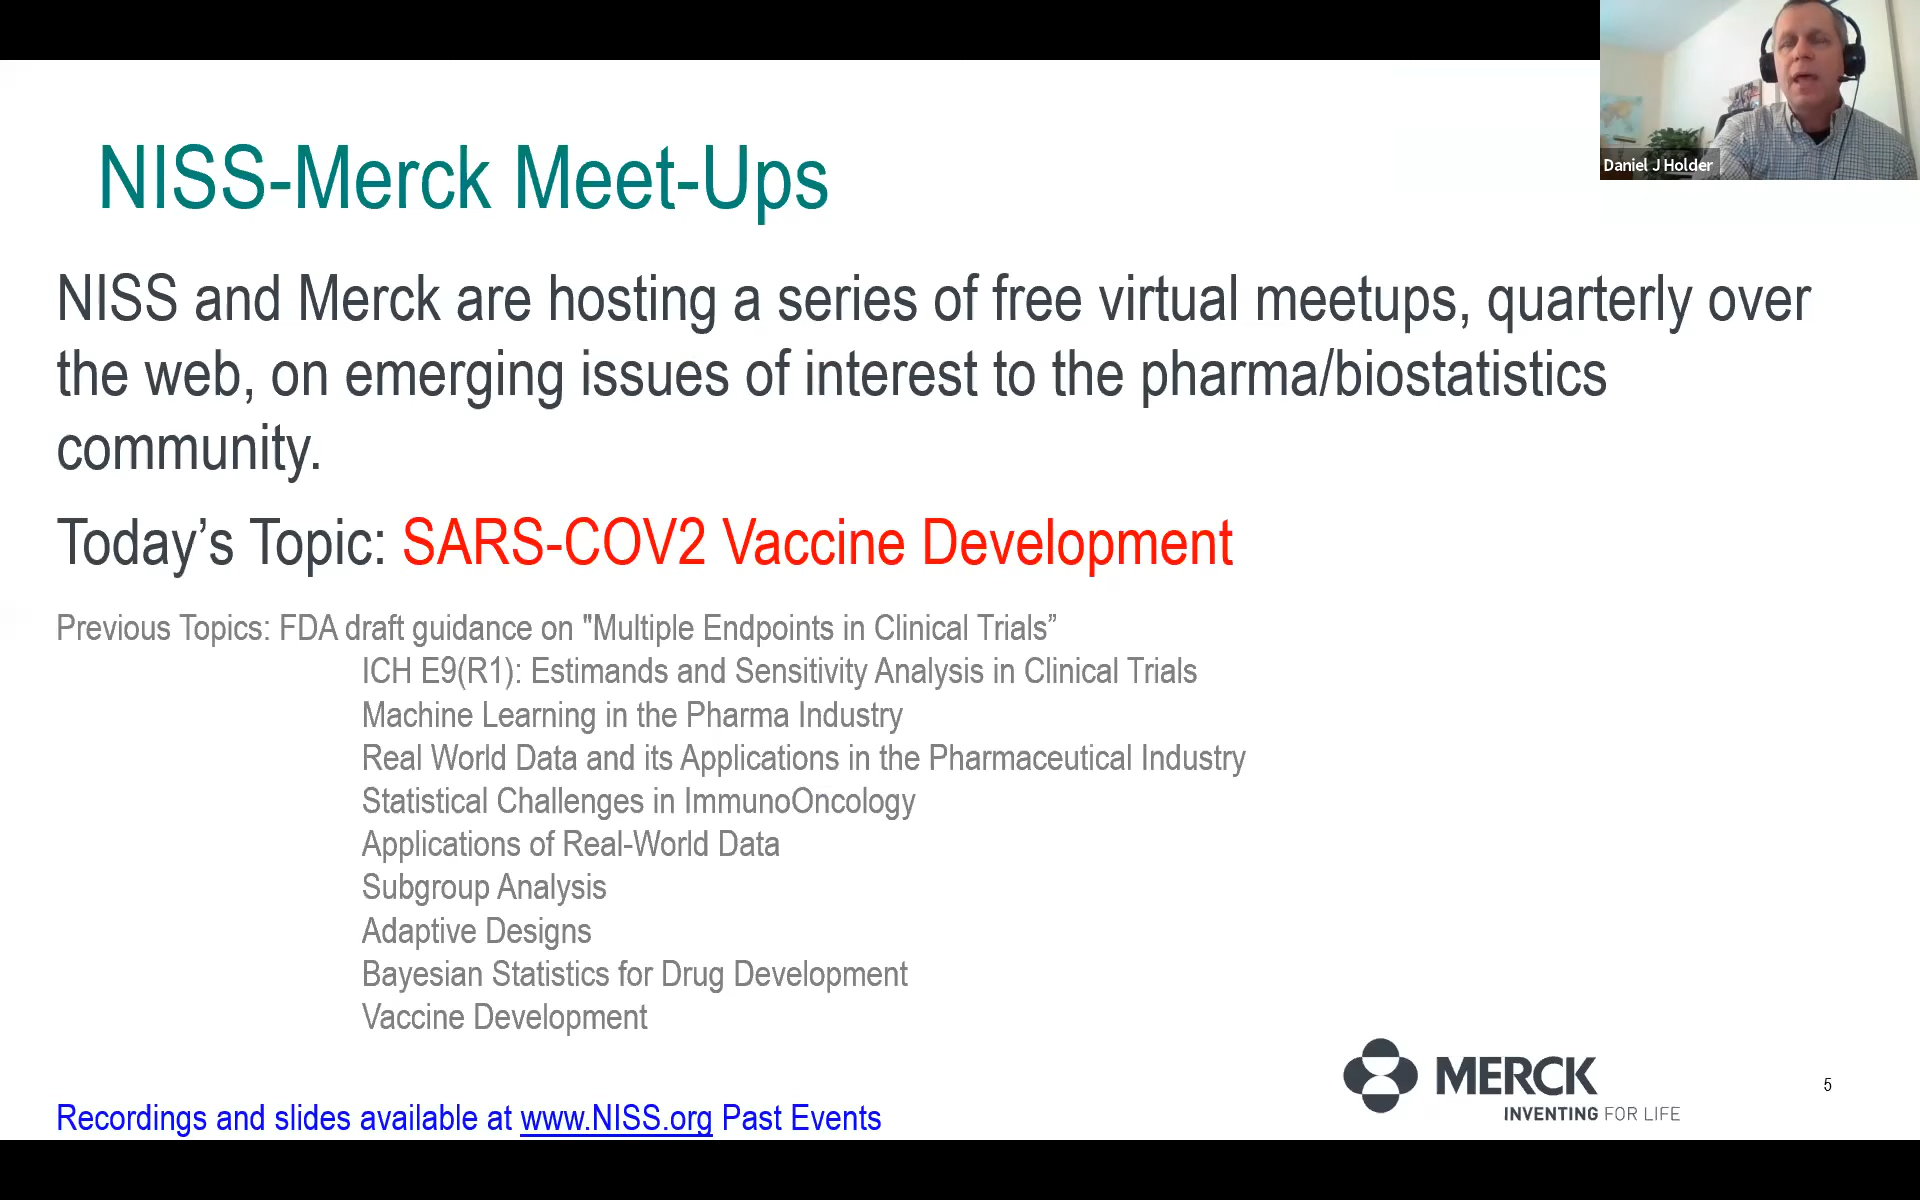 Daniel J Holder
NISS-Merck Meet-Ups
NISS and Merck are hosting a series of free virtual meetups, quarterly over
the web, on emerging issues of interest to the pharma/biostatistics
community.
Today’s Topic: SARS-COV2 Vaccine Development
Previous Topics: FDA draft guidance on "Multiple Endpoints in Clinical Trials”
ICH E9(R1): Estimands and Sensitivity Analysis in Clinical Trials
Machine Learning in the Pharma Industry
Real World Data and its Applications in the Pharmaceutical Industry
Statistical Challenges in ImmunoOncology
Applications of Real-World Data
Subgroup Analysis
Adaptive Designs
Bayesian Statistics for Drug Development
Vaccine Development
MERCK
INVENTING FOR LIFE
5
Recordings and slides available at www.NISS.org Past Events